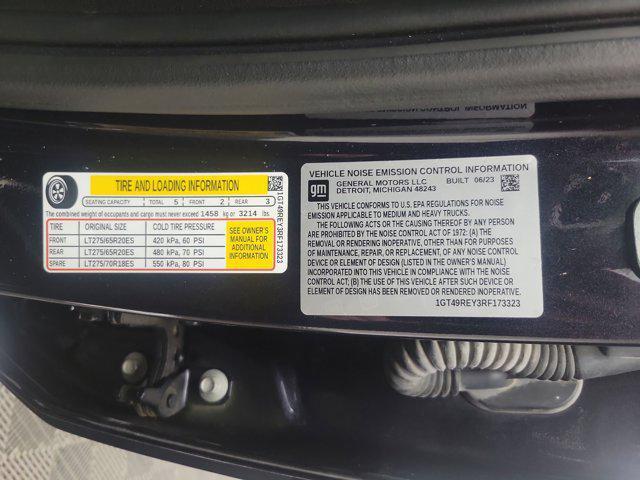 TIRE AND LOADING INFORMATION
SEATING CAPACITY TOTAL 5 FRONT 2 REAR 3
The combined weight of occupants and cargo must never exceed 1458 kg or 3214 lbs.
TIRE ORIGINAL SIZE COLD TIRE PRESSURE
FRONT LT275/65R20ES 420 kPa, 60 PSI
REAR LT275/65R20ES 480 kPa, 70 PSI
SPARE LT275/70R18ES 550 kPa, 80 PSI
SEE OWNER'S
MANUAL FOR
ADDITIONAL
INFORMATION
1GT49REY3RF173323
VEHICLE NOISE EMISSION CONTROL INFORMATION
gm
GENERAL MOTORS LLC BUILT 06/23
DETROIT, MICHIGAN 48243
THIS VEHICLE CONFORMS TO U.S. EPA REGULATIONS FOR NOISE
EMISSION APPLICABLE TO MEDIUM AND HEAVY TRUCKS.
THE FOLLOWING ACTS OR THE CAUSING THEREOF BY ANY PERSON
ARE PROHIBITED BY THE NOISE CONTROL ACT OF 1972: (A) THE
REMOVAL OR RENDERING INOPERATIVE, OTHER THAN FOR PURPOSES
OF MAINTENANCE, REPAIR, OR REPLACEMENT, OF ANY NOISE CONTROL
DEVICE OR ELEMENT OF DESIGN (LISTED IN THE OWNER'S MANUAL)
INCORPORATED INTO THIS VEHICLE IN COMPLIANCE WITH THE NOISE
CONTROL ACT; (B) THE USE OF THIS VEHICLE AFTER SUCH DEVICE OR
ELEMENT OF DESIGN HAS BEEN REMOVED OR RENDERED INOPERATIVE.
1GT49REY3RF173323